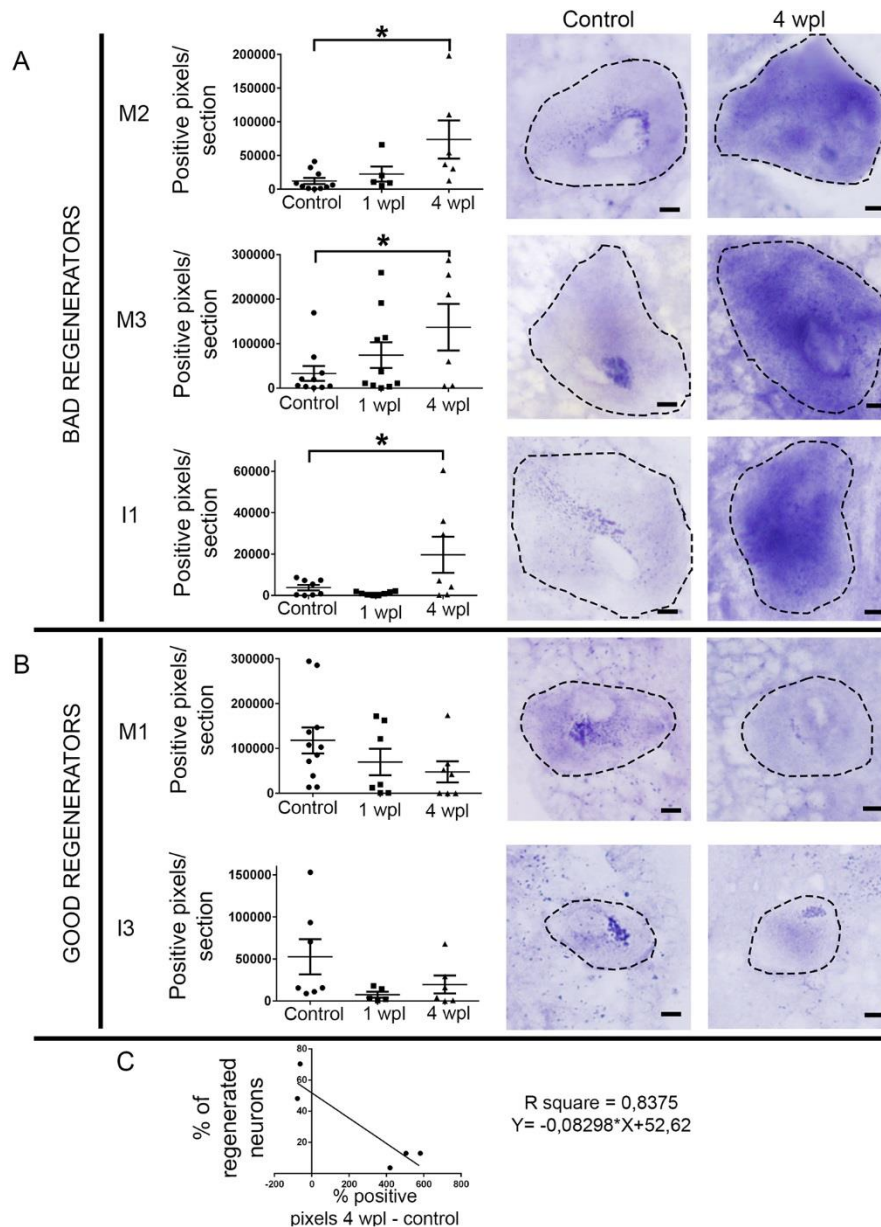 A
BAD REGENERATORS
M2
Positive pixels/
section
200000
150000
100000
50000
0
*
Control
1 wpl
4 wpl
Control
4 wpl
M3
Positive pixels/
section
300000
200000
100000
0
*
Control
1 wpl
4 wpl
I1
Positive pixels/
section
60000
40000
20000
0
*
Control
1 wpl
4 wpl
B
GOOD REGENERATORS
M1
Positive pixels/
section
300000
200000
100000
0
Control
1 wpl
4 wpl
I3
Positive pixels/
section
150000
100000
50000
0
Control
1 wpl
4 wpl
C
% of
regenerated
neurons
80
60
40
20
-200
0
200
400
600
800
% positive
pixels 4 wpl - control
R square = 0,8375
Y= -0,08298*X+52,62